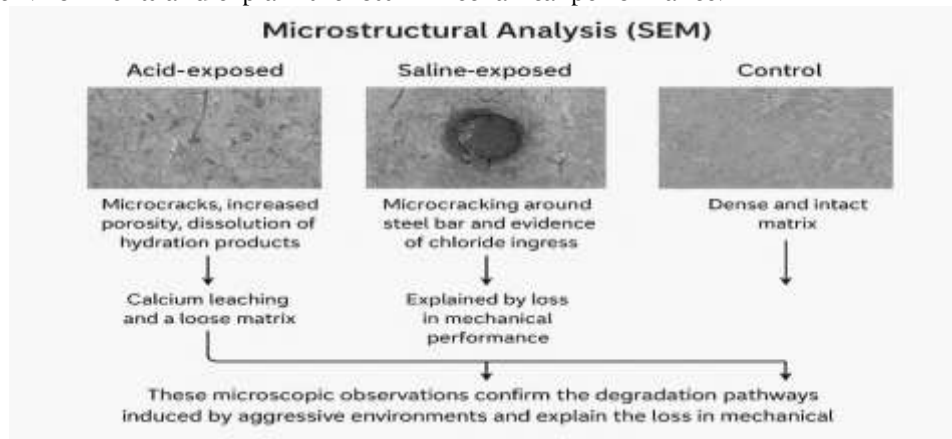 Microstructural Analysis (SEM)
Acid-exposed
Microcracks, increased
porosity, dissolution of
hydration products
Calcium leaching
and a loose matrix
Saline-exposed
Microcracking around
steel bar and evidence
of chloride ingress
Explained by loss
in mechanical
performance
Control
Dense and intact
matrix
These microscopic observations confirm the degradation pathways
induced by aggressive environments and explain the loss in mechanical